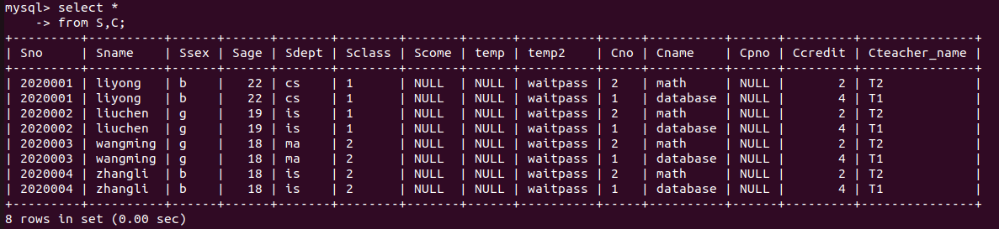 mysql> select *
    -> from S,C;
+---------+----------+------+------+-------+--------+-------+------+----------+-----+----------+------+---------+---------------+
| Sno     | Sname    | Ssex | Sage | Sdept | Sclass | Scome | temp | temp2    | Cno | Cname    | Cpno | Ccredit | Cteacher_name |
+---------+----------+------+------+-------+--------+-------+------+----------+-----+----------+------+---------+---------------+
| 2020001 | liyong   | b    |   22 | cs    | 1      | NULL  | NULL | waitpass | 2   | math     | NULL |       2 | T2            |
| 2020001 | liyong   | b    |   22 | cs    | 1      | NULL  | NULL | waitpass | 1   | database | NULL |       4 | T1            |
| 2020002 | liuchen  | g    |   19 | is    | 1      | NULL  | NULL | waitpass | 2   | math     | NULL |       2 | T2            |
| 2020002 | liuchen  | g    |   19 | is    | 1      | NULL  | NULL | waitpass | 1   | database | NULL |       4 | T1            |
| 2020003 | wangming | g    |   18 | ma    | 2      | NULL  | NULL | waitpass | 2   | math     | NULL |       2 | T2            |
| 2020003 | wangming | g    |   18 | ma    | 2      | NULL  | NULL | waitpass | 1   | database | NULL |       4 | T1            |
| 2020004 | zhangli  | b    |   18 | is    | 2      | NULL  | NULL | waitpass | 2   | math     | NULL |       2 | T2            |
| 2020004 | zhangli  | b    |   18 | is    | 2      | NULL  | NULL | waitpass | 1   | database | NULL |       4 | T1            |
+---------+----------+------+------+-------+--------+-------+------+----------+-----+----------+------+---------+---------------+
8 rows in set (0.00 sec)